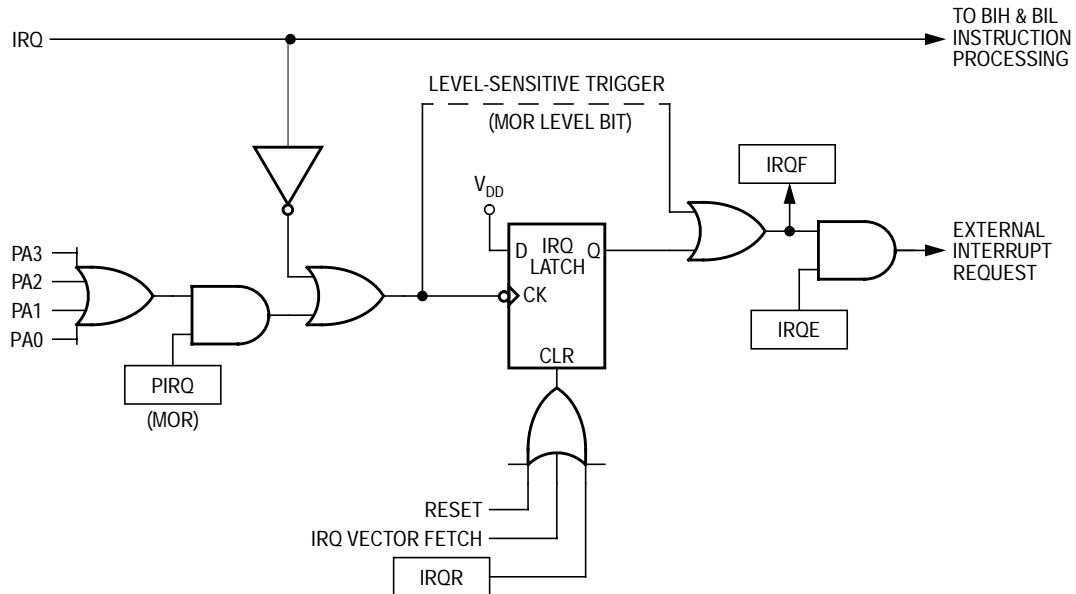 IRQ
TO BIH & BIL
INSTRUCTION
PROCESSING
LEVEL-SENSITIVE TRIGGER
(MOR LEVEL BIT)
IRQF
VDD
D
IRQ
LATCH
Q
CK
CLR
EXTERNAL
INTERRUPT
REQUEST
IRQE
PA3
PA2
PA1
PA0
PIRQ
(MOR)
RESET
IRQ VECTOR FETCH
IRQR